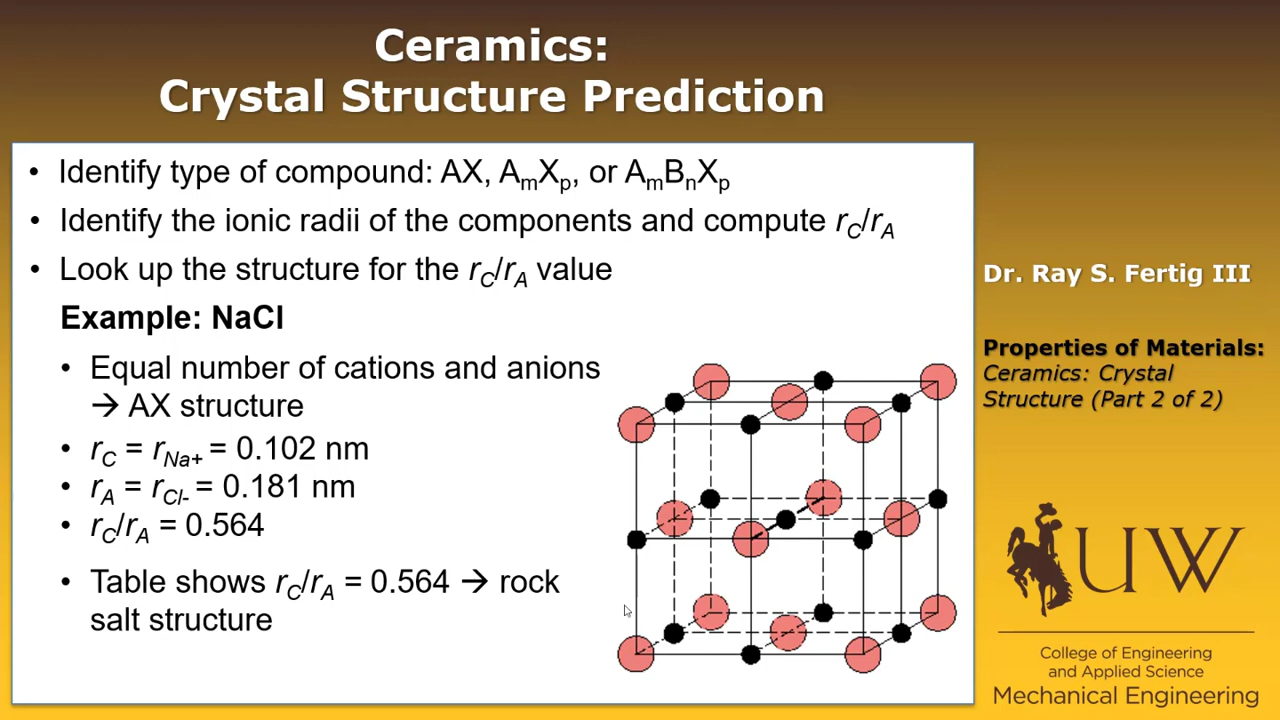 Ceramics:
Crystal Structure Prediction
• Identify type of compound: AX, AmXp, or AmBnXp
• Identify the ionic radii of the components and compute rC/rA
• Look up the structure for the rC/rA value
Example: NaCl
• Equal number of cations and anions
→ AX structure
• rC = rNa+ = 0.102 nm
• rA = rCl- = 0.181 nm
• rC/rA = 0.564
• Table shows rC/rA = 0.564 → rock
salt structure
Dr. Ray S. Fertig III
Properties of Materials:
Ceramics: Crystal
Structure (Part 2 of 2)
UW
College of Engineering
and Applied Science
Mechanical Engineering